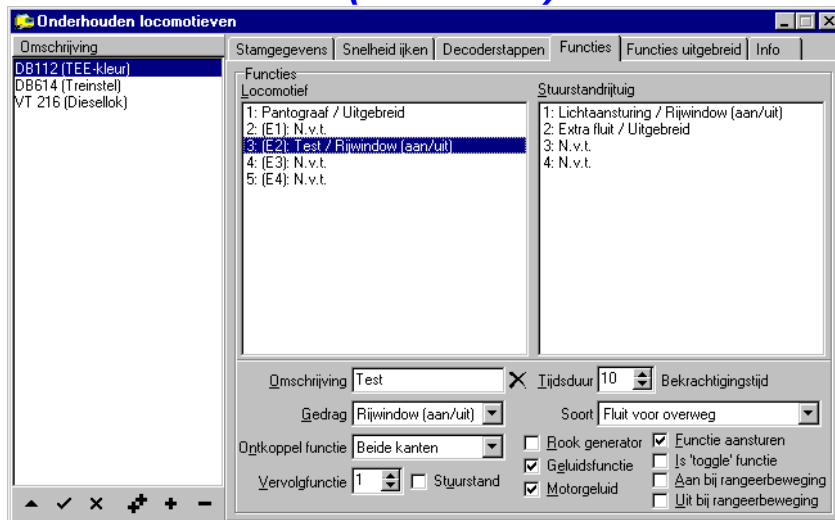 Onderhouden locomotieven
Omschrijving
DB112 (TEE-kleur)
DB614 (Treinstel)
VT 216 (Diesellok)
Stamgegevens Snelheid ijken Decoderstappen Functies Functies uitgebreid Info
Functies
Locomotief
1: Pantograaf / Uitgebreid
2: (E1): N.v.t.
3: (E2): Test / Rijwindow (aan/uit)
4: (E3): N.v.t.
5: (E4): N.v.t.
Stuurstandrijtuig
1: Lichtaansturing / Rijwindow (aan/uit)
2: Extra fluit / Uitgebreid
3: N.v.t.
4: N.v.t.
Omschrijving Test
Tijdsduur 10 Bekrachtigingstijd
Gedrag Rijwindow (aan/uit)
Soort Fluit voor overweg
Ontkoppel functie Beide kanten
Vervolgfunctie 1 Stuurstand
Rook generator
Geluidsfunctie
Motorgeluid
Functie aansturen
Is 'toggle' functie
Aan bij rangeerbeweging
Uit bij rangeerbeweging